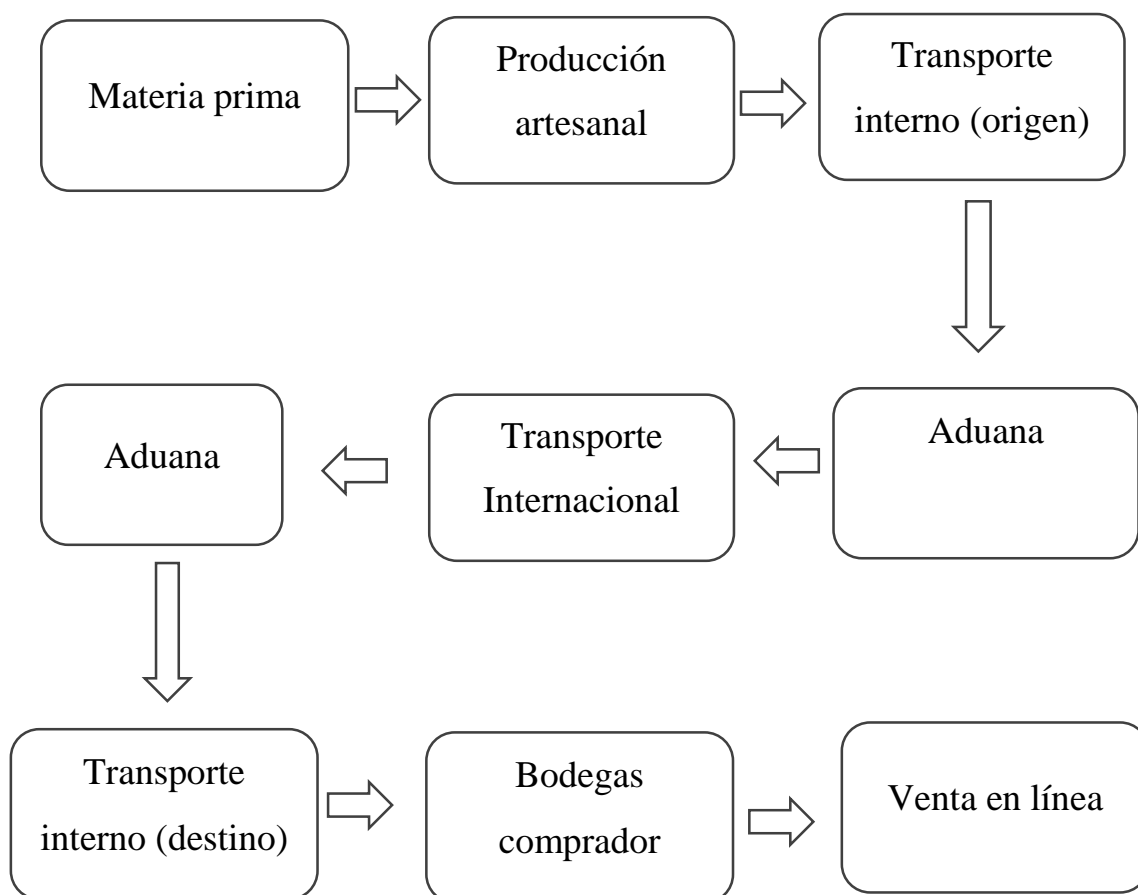 Materia prima
Producción
artesanal
Transporte
interno (origen)
Aduana
Transporte
Internacional
Aduana
Transporte
interno (destino)
Bodegas
comprador
Venta en línea